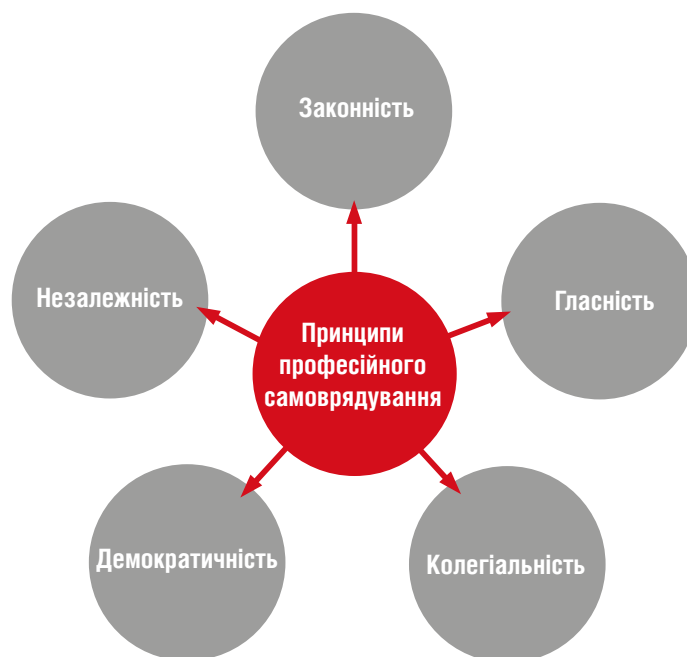 Законність
Незалежність
Гласність
Принципи
професійного
самоврядування
Демократичність
Колегіальність